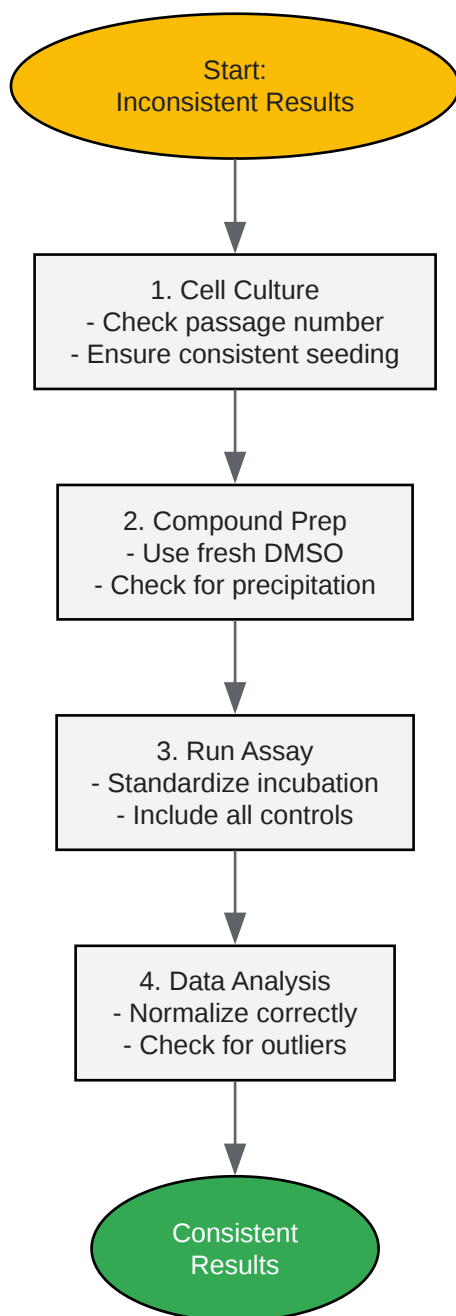 Start:
Inconsistent Results
1. Cell Culture
- Check passage number
- Ensure consistent seeding
2. Compound Prep
- Use fresh DMSO
- Check for precipitation
3. Run Assay
- Standardize incubation
- Include all controls
4. Data Analysis
- Normalize correctly
- Check for outliers
Consistent
Results